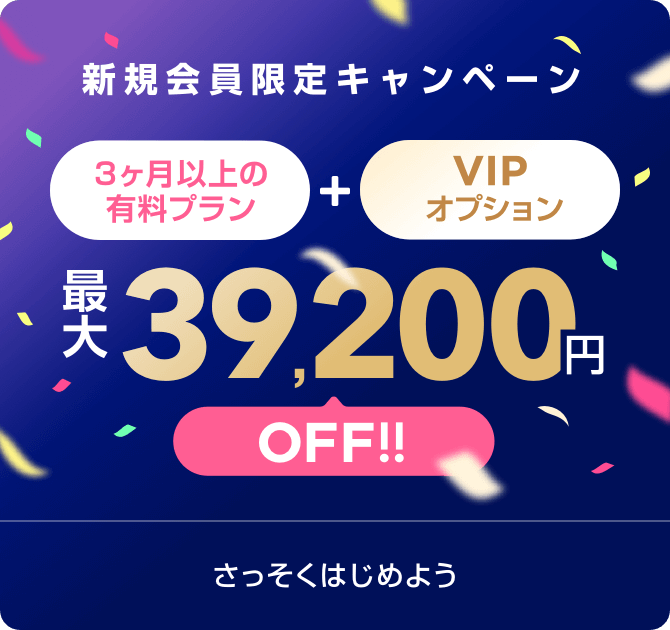 新規会員限定キャンペーン
3ヶ月以上の
有料プラン
+
VIP
オプション
最大
39,200円
OFF!!
さっそくはじめよう